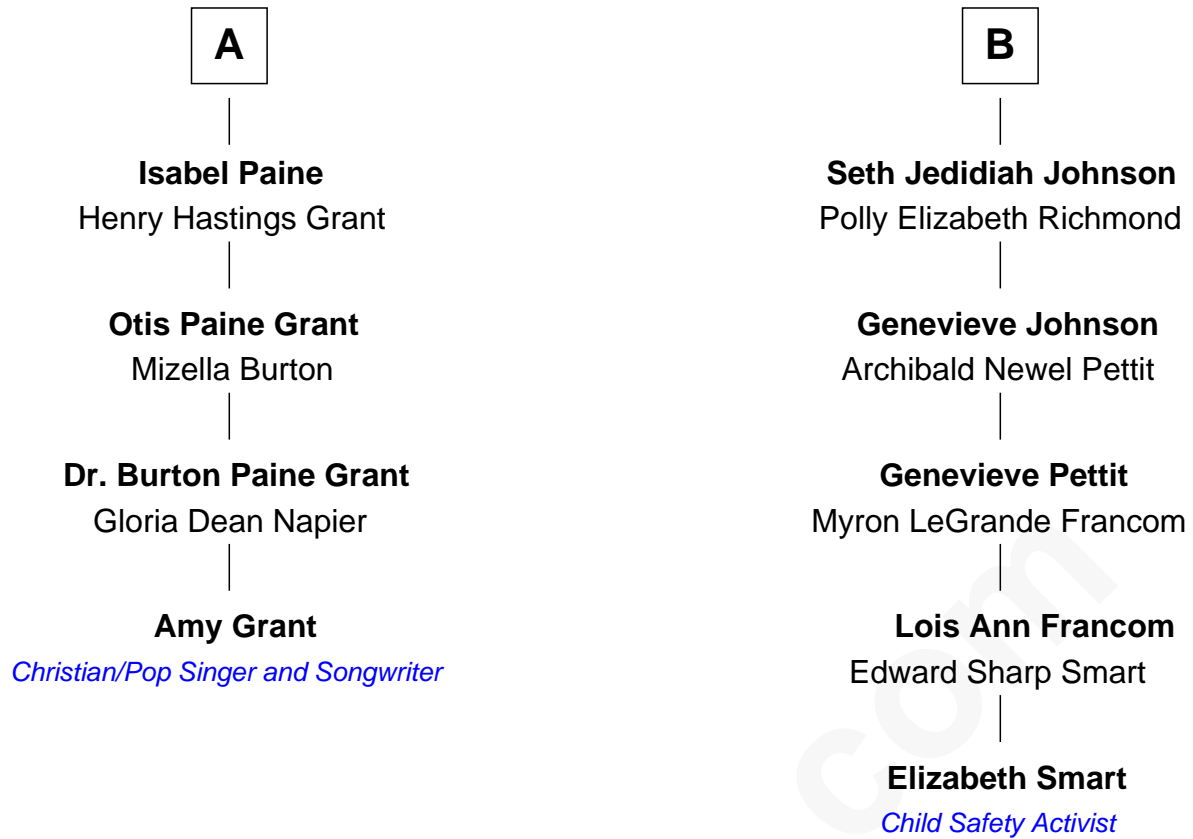 A
Isabel Paine
Henry Hastings Grant
Otis Paine Grant
Mizella Burton
Dr. Burton Paine Grant
Gloria Dean Napier
Amy Grant
Christian/Pop Singer and Songwriter
B
Seth Jedidiah Johnson
Polly Elizabeth Richmond
Genevieve Johnson
Archibald Newel Pettit
Genevieve Pettit
Myron LeGrande Francom
Lois Ann Francom
Edward Sharp Smart
Elizabeth Smart
Child Safety Activist
com